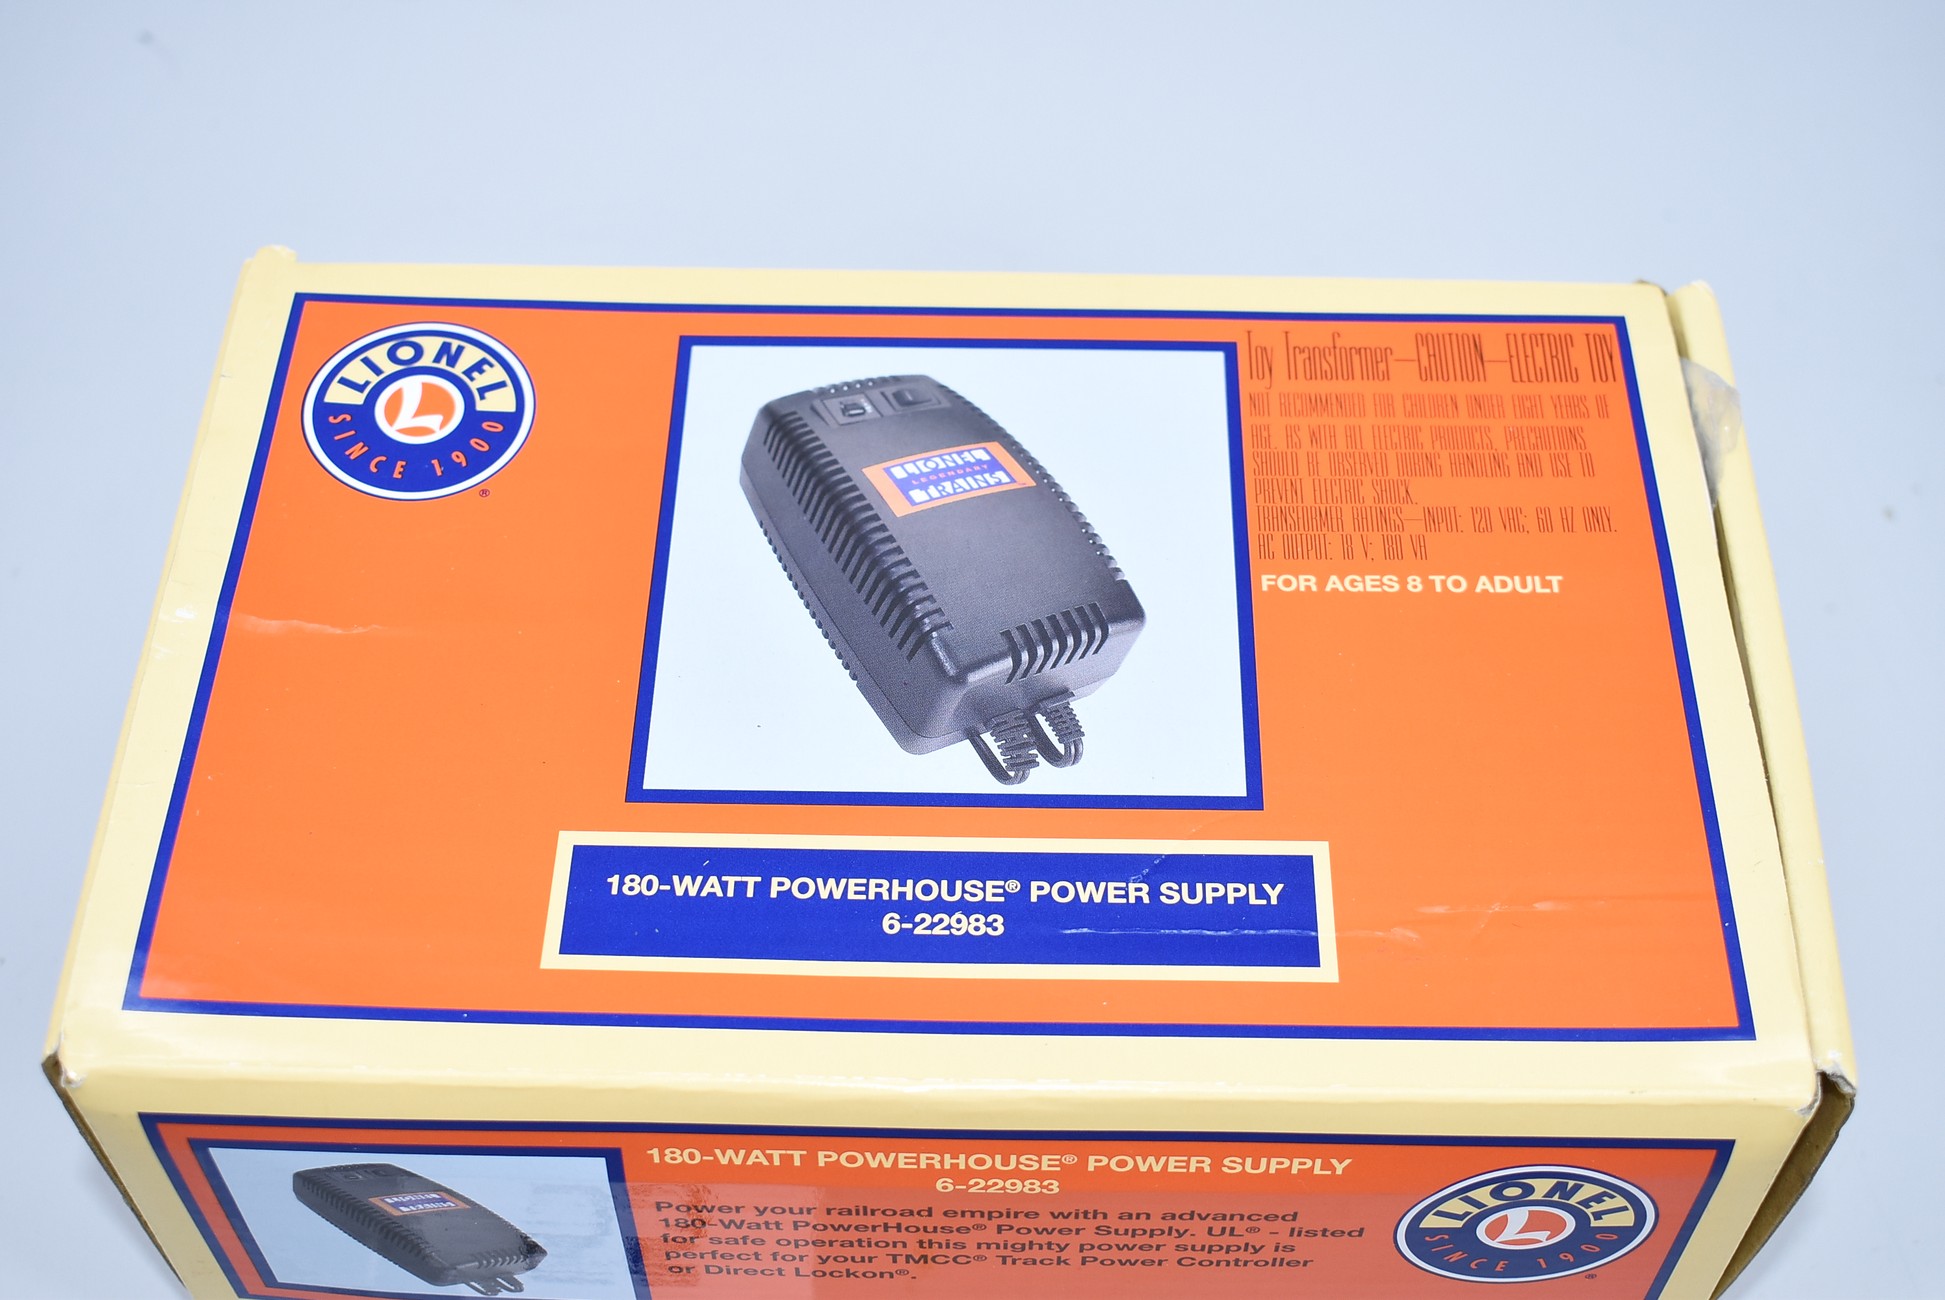 LIONEL
SINCE 1900
®
LIONEL
LEGENDARY
TRAINS
Toy Transformer—CAUTION—ELECTRIC TOY
NOT RECOMMENDED FOR CHILDREN UNDER EIGHT YEARS OF
AGE. AS WITH ALL ELECTRIC PRODUCTS, PRECAUTIONS
SHOULD BE OBSERVED DURING HANDLING AND USE TO
PREVENT ELECTRIC SHOCK.
TRANSFORMER RATINGS—INPUT: 120 VAC; 60 HZ ONLY.
AC OUTPUT: 18 V; 180 VA
FOR AGES 8 TO ADULT
180-WATT POWERHOUSE® POWER SUPPLY
6-22983
180-WATT POWERHOUSE® POWER SUPPLY
6-22983
Power your railroad empire with an advanced
180-Watt PowerHouse® Power Supply. UL® - listed
for safe operation this mighty power supply is
perfect for your TMCC® Track Power Controller
or Direct Lockon®.
LIONEL
SINCE 1900
®